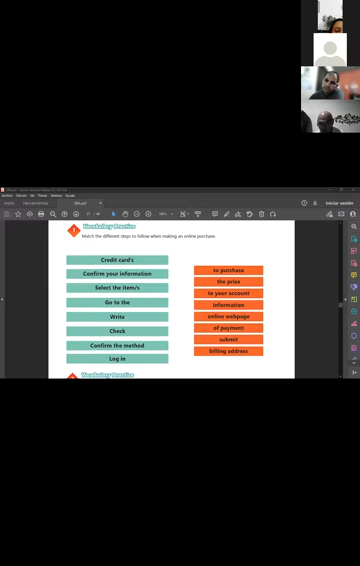 Iniciar sesión
Vocabulary Practice
1
Match the different steps to follow when making an online purchase.
Credit card's
Confirm your information
Select the item/s
Go to the
Write
Check
Confirm the method
Log in
to purchase
the price
to your account
information
online webpage
of payment
submit
billing address
Vocabulary Practice